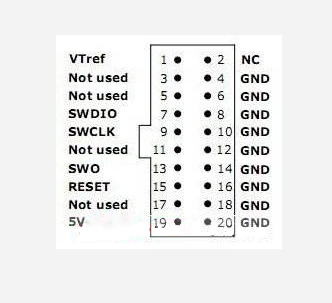 VTref 1 2 NC
Not used 3 4 GND
Not used 5 6 GND
SWDIO 7 8 GND
SWCLK 9 10 GND
Not used 11 12 GND
SWO 13 14 GND
RESET 15 16 GND
Not used 17 18 GND
5V 19 20 GND